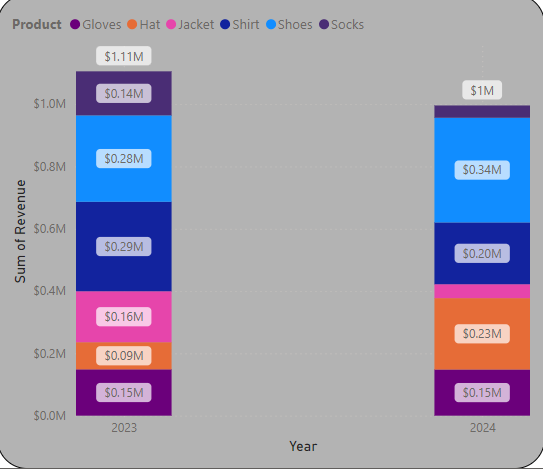 Product Gloves Hat Jacket Shirt Shoes Socks
$1.11M
$1M
$1.0M
$0.14M
$0.8M
$0.28M
$0.34M
$0.6M
$0.29M
$0.20M
$0.4M
$0.16M
$0.23M
$0.2M
$0.09M
$0.15M
$0.15M
$0.0M
Sum of Revenue
2023
2024
Year